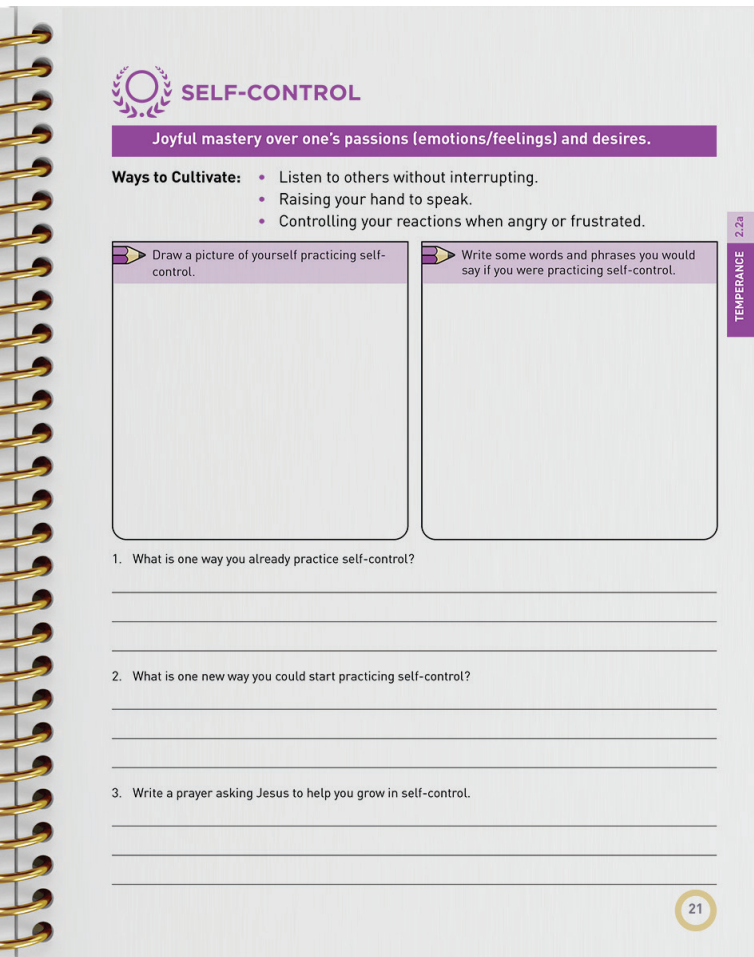 SELF-CONTROL
Joyful mastery over one's passions (emotions/feelings) and desires.
Ways to Cultivate: • Listen to others without interrupting.
• Raising your hand to speak.
• Controlling your reactions when angry or frustrated.
Draw a picture of yourself practicing self-
control.
Write some words and phrases you would
say if you were practicing self-control.
TEMPERANCE 2.2a
1. What is one way you already practice self-control?
2. What is one new way you could start practicing self-control?
3. Write a prayer asking Jesus to help you grow in self-control.
21